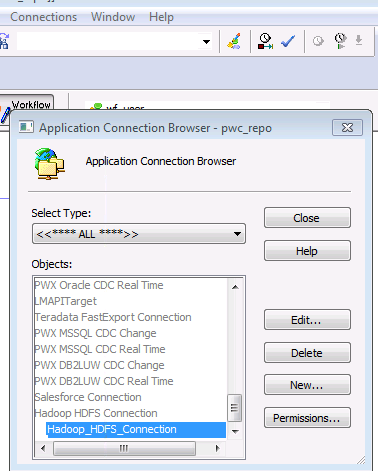 Connections Window Help
Workflow
wf_user
Application Connection Browser - pwc_repo
Application Connection Browser
Select Type:
<<**** ALL ****>>
Close
Help
Objects:
PWX Oracle CDC Real Time
LMAPITarget
Teradata FastExport Connection
PWX MSSQL CDC Change
PWX MSSQL CDC Real Time
PWX DB2LUW CDC Change
PWX DB2LUW CDC Real Time
Salesforce Connection
Hadoop HDFS Connection
Hadoop_HDFS_Connection
Edit...
Delete
New...
Permissions...